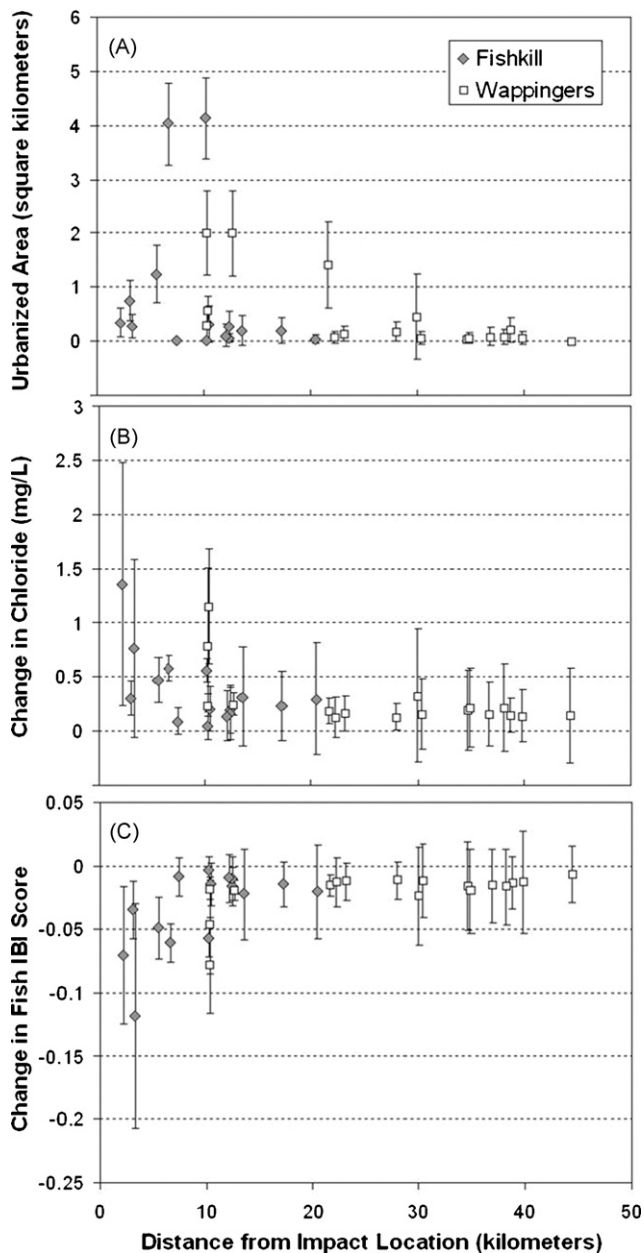 (A)
Fishkill
Wappingers
Urbanized Area (square kilometers)
6
5
4
3
2
1
0
(B)
Change in Chloride (mg/L)
3
2.5
2
1.5
1
0.5
0
(C)
Change in Fish IBI Score
0.05
0
-0.05
-0.1
-0.15
-0.2
-0.25
0 10 20 30 40 50
Distance from Impact Location (kilometers)